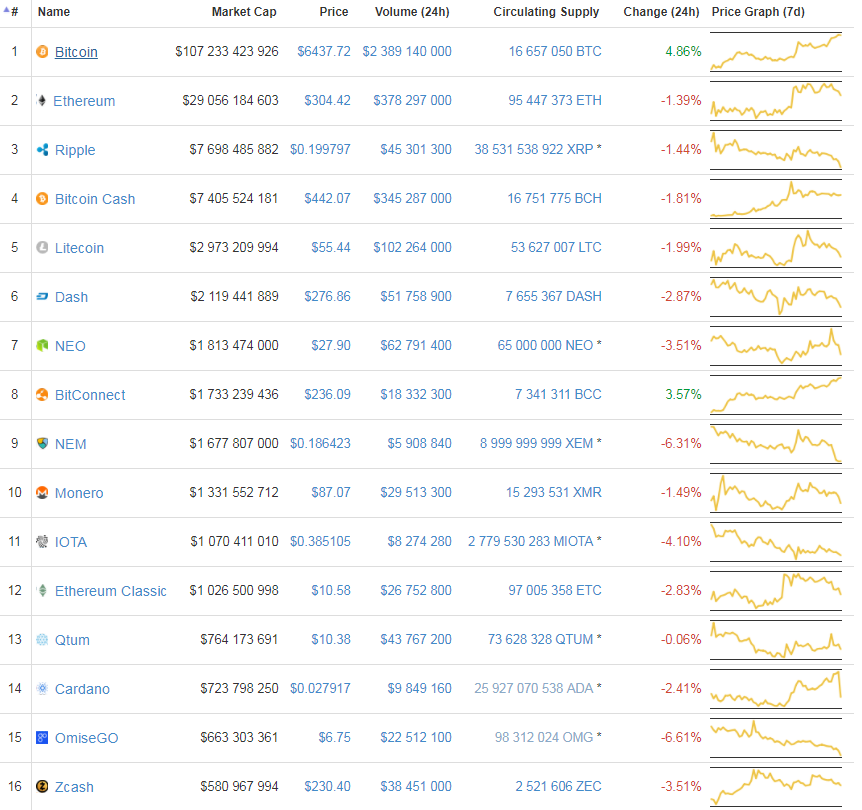 # Name Market Cap Price Volume (24h) Circulating Supply Change (24h) Price Graph (7d)
1 Bitcoin $107 233 423 926 $6437.72 $2 389 140 000 16 657 050 BTC 4.86%
2 Ethereum $29 056 184 603 $304.42 $378 297 000 95 447 373 ETH -1.39%
3 Ripple $7 698 485 882 $0.199797 $45 301 300 38 531 538 922 XRP * -1.44%
4 Bitcoin Cash $7 405 524 181 $442.07 $345 287 000 16 751 775 BCH -1.81%
5 Litecoin $2 973 209 994 $55.44 $102 264 000 53 627 007 LTC -1.99%
6 Dash $2 119 441 889 $276.86 $51 758 900 7 655 367 DASH -2.87%
7 NEO $1 813 474 000 $27.90 $62 791 400 65 000 000 NEO * -3.51%
8 BitConnect $1 733 239 436 $236.09 $18 332 300 7 341 311 BCC 3.57%
9 NEM $1 677 807 000 $0.186423 $5 908 840 8 999 999 999 XEM * -6.31%
10 Monero $1 331 552 712 $87.07 $29 513 300 15 293 531 XMR -1.49%
11 IOTA $1 070 411 010 $0.385105 $8 274 280 2 779 530 283 MIOTA * -4.10%
12 Ethereum Classic $1 026 500 998 $10.58 $26 752 800 97 005 358 ETC -2.83%
13 Qtum $764 173 691 $10.38 $43 767 200 73 628 328 QTUM * -0.06%
14 Cardano $723 798 250 $0.027917 $9 849 160 25 927 070 538 ADA * -2.41%
15 OmiseGO $663 303 361 $6.75 $22 512 100 98 312 024 OMG * -6.61%
16 Zcash $580 967 994 $230.40 $38 451 000 2 521 606 ZEC -3.51%